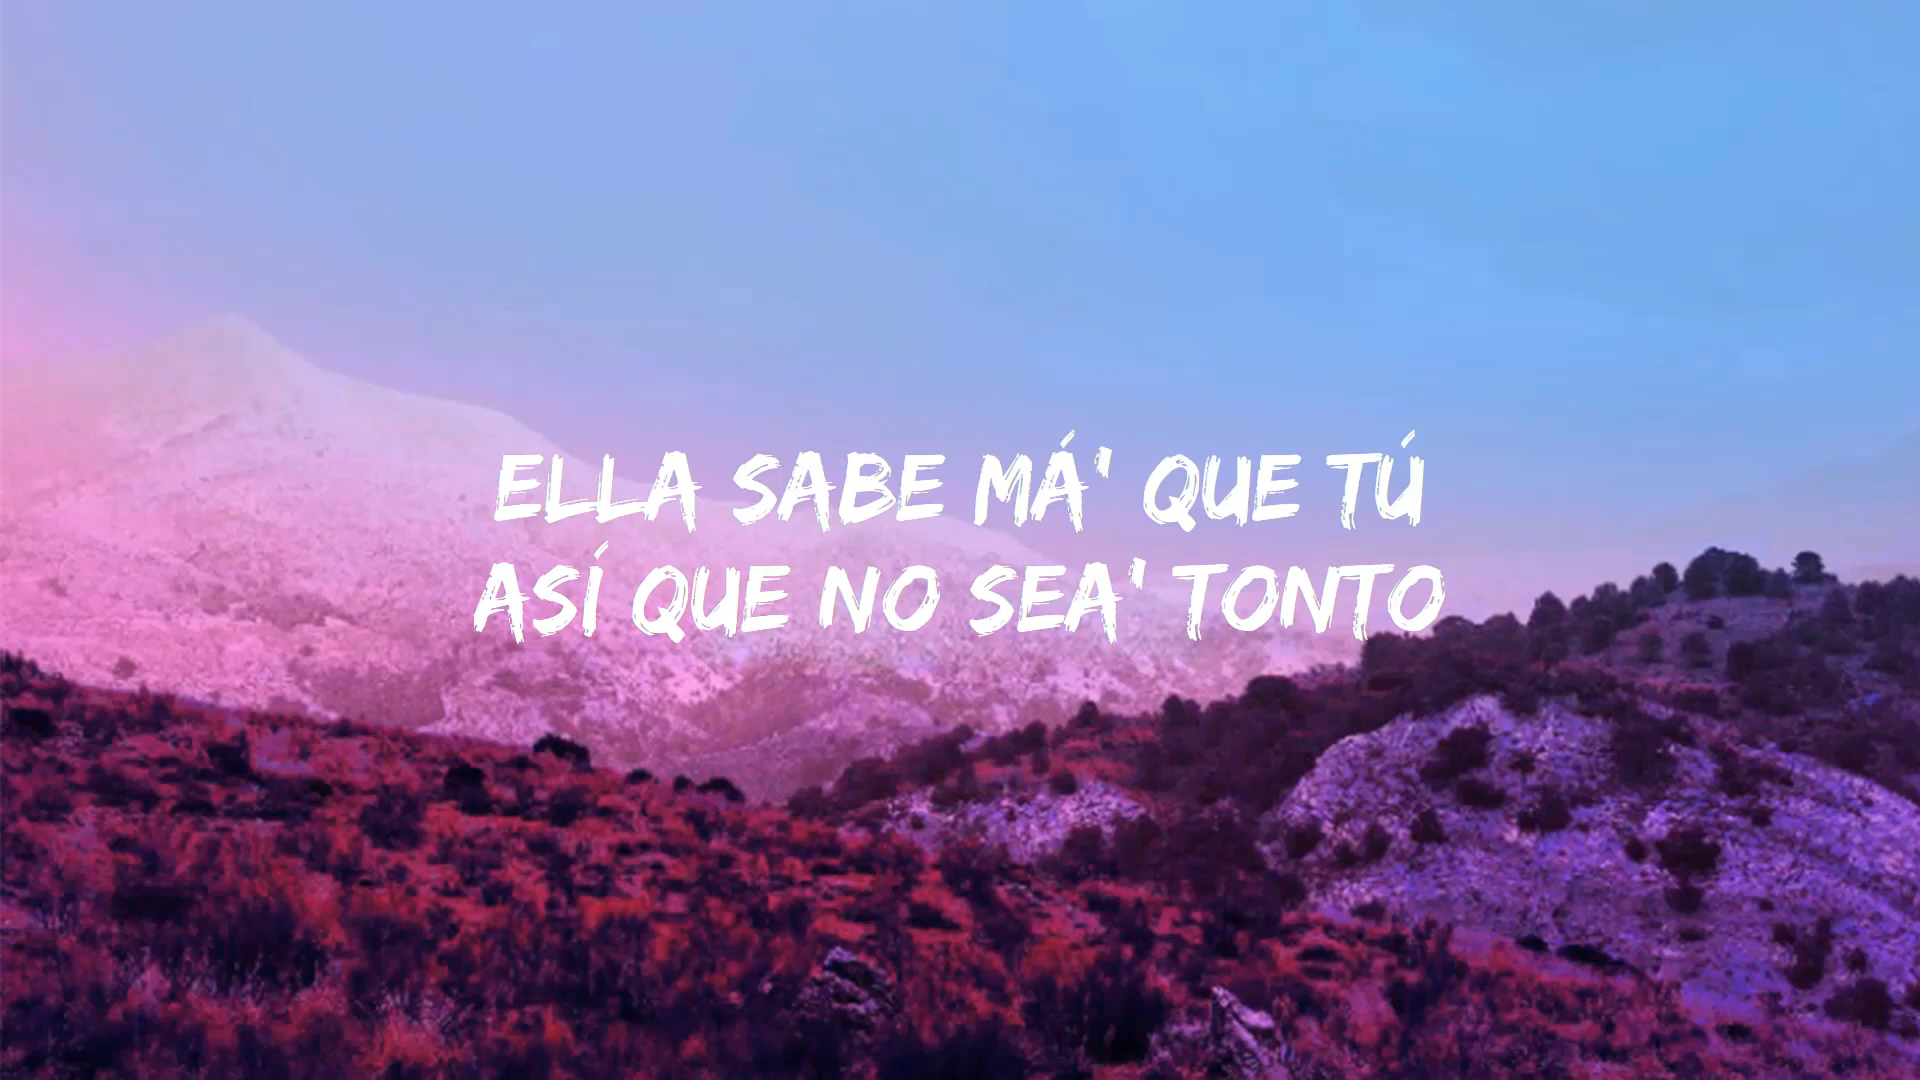 ELLA SABE MÁ' QUE TÚ
ASÍ QUE NO SEA' TONTO